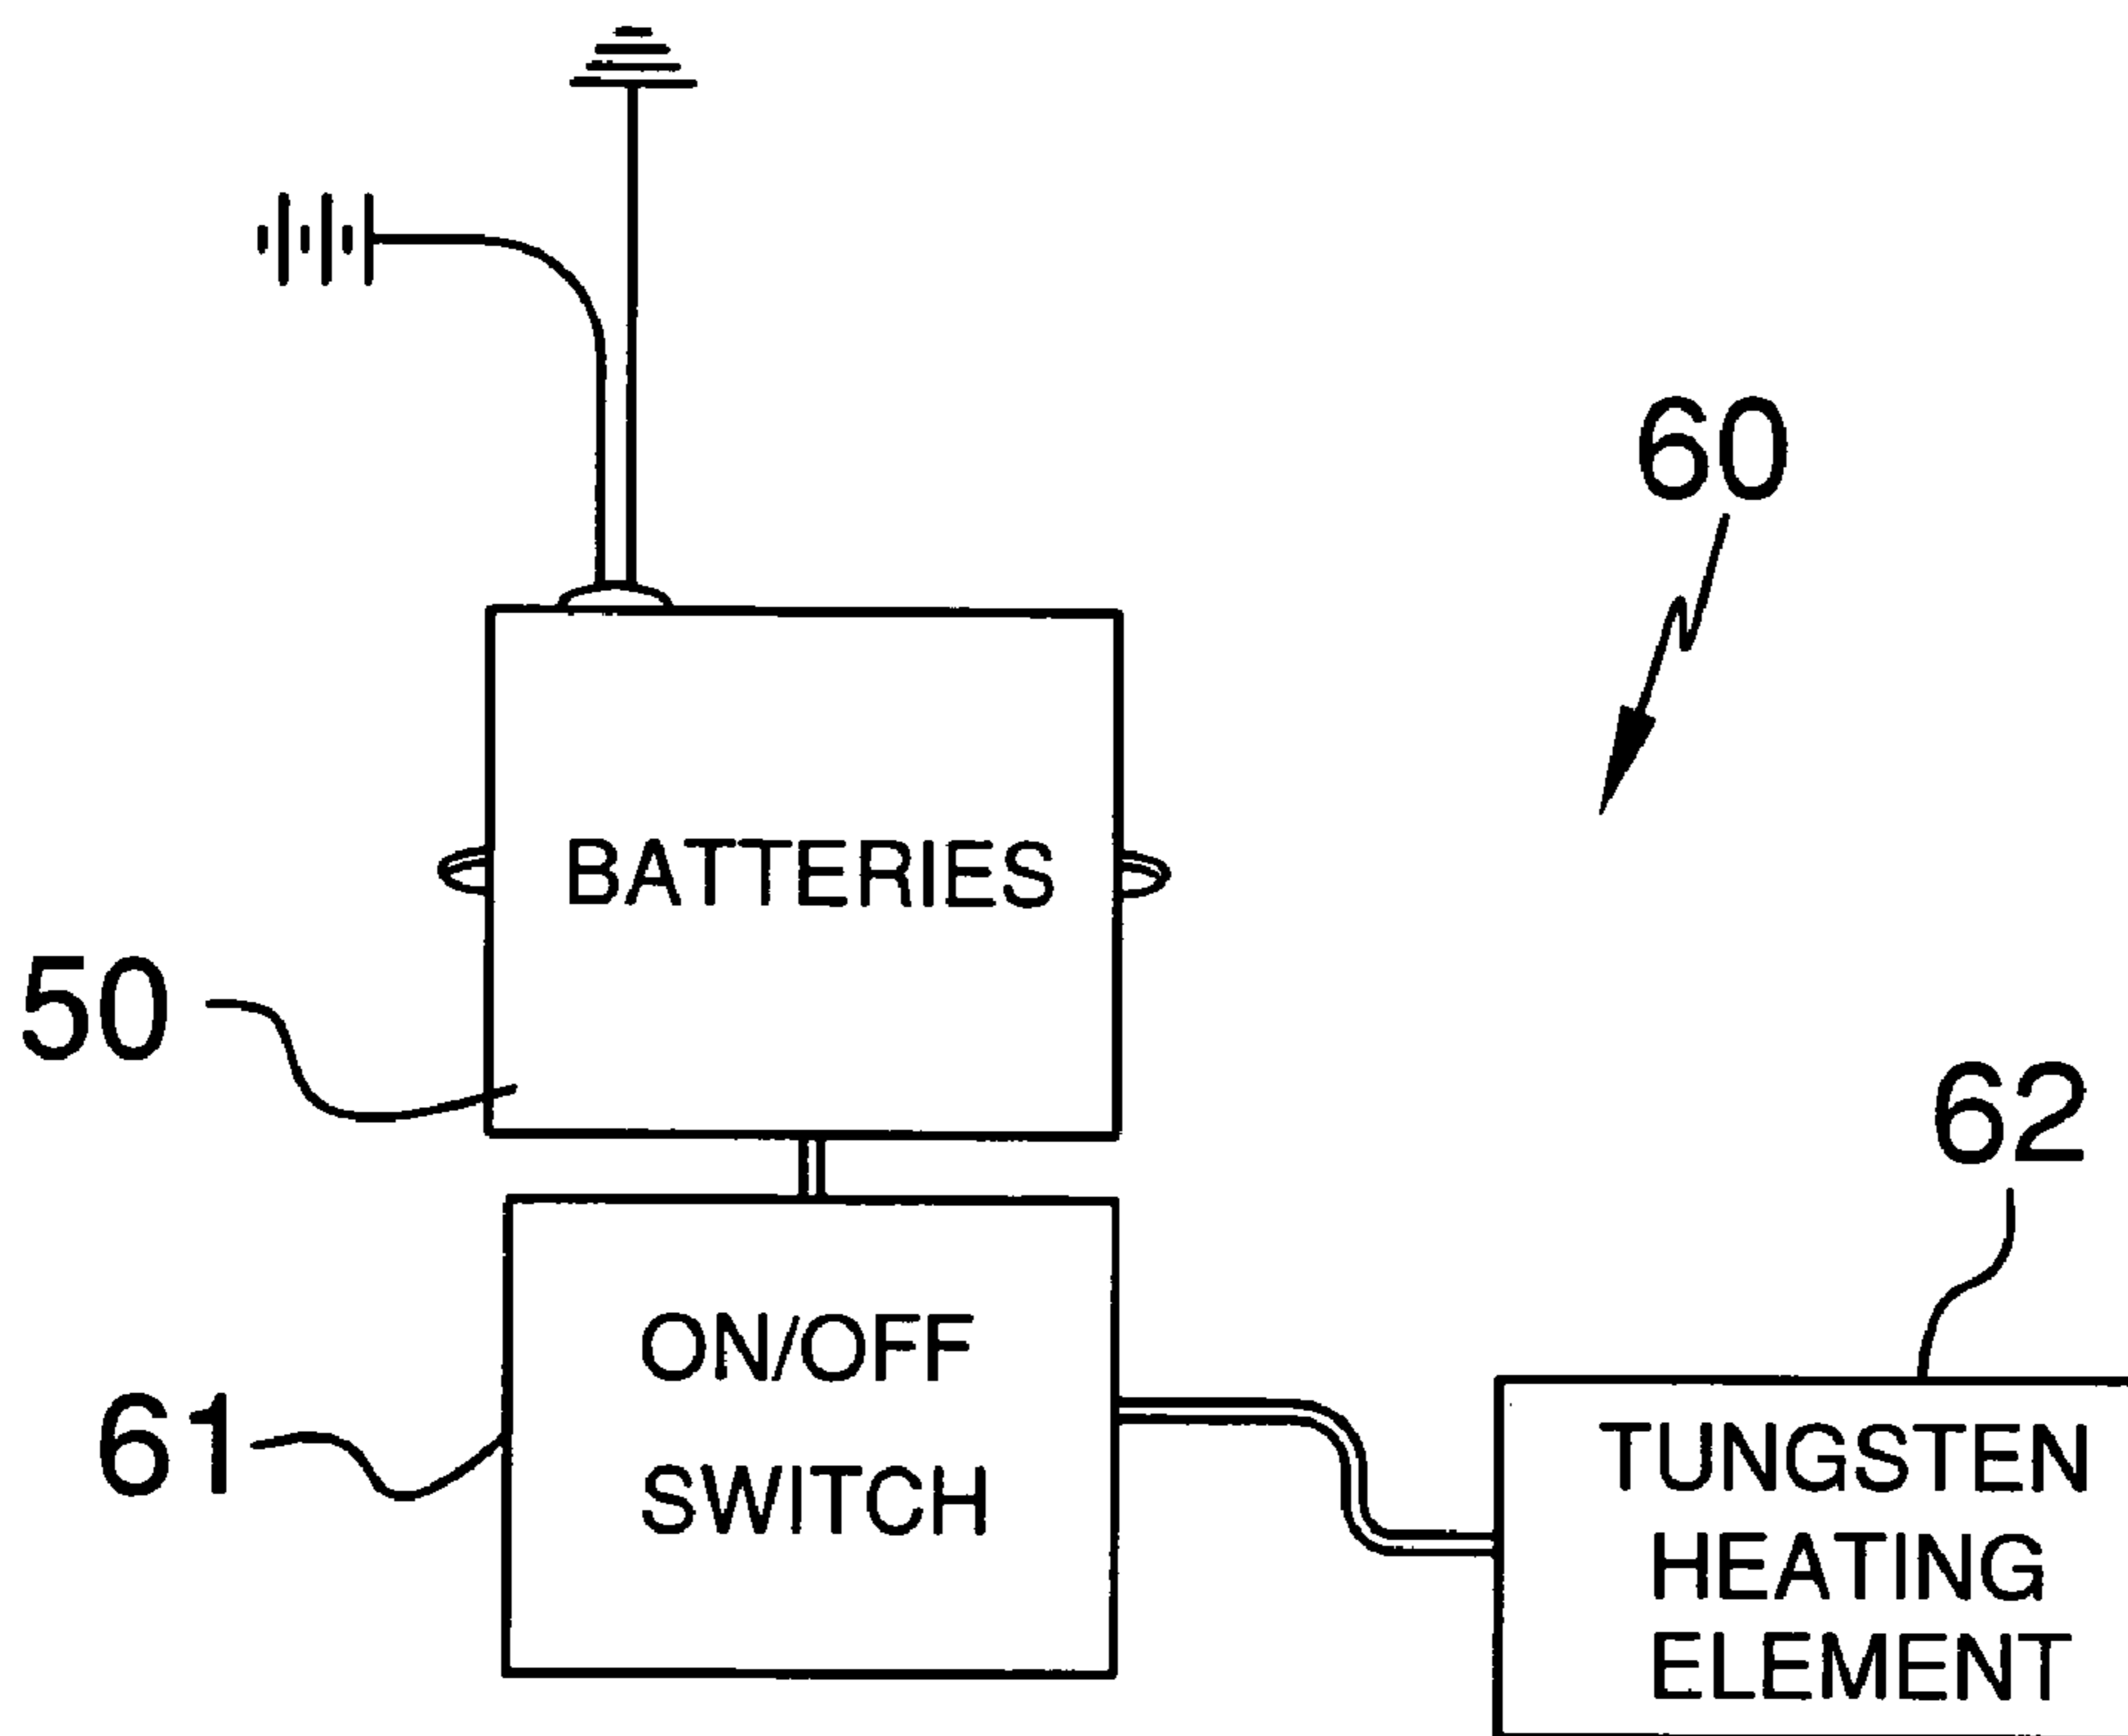 60
BATTERIES
50
62
ON/OFF
SWITCH
61
TUNGSTEN
HEATING
ELEMENT